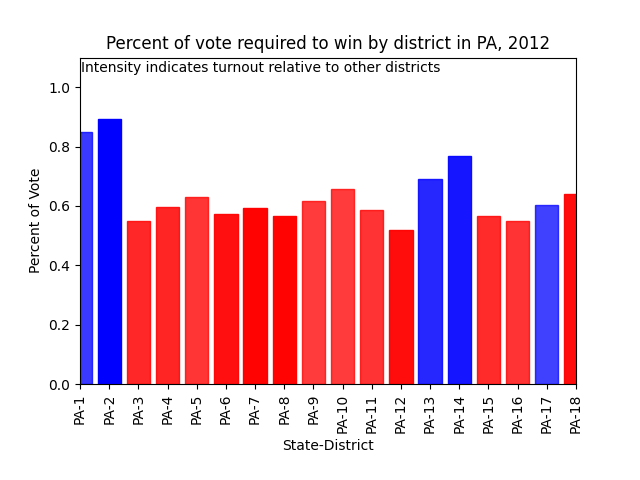 Percent of vote required to win by district in PA, 2012
Intensity indicates turnout relative to other districts
1.0
0.8
0.6
0.4
0.2
0.0
Percent of Vote
PA-1
PA-2
PA-3
PA-4
PA-5
PA-6
PA-7
PA-8
PA-9
PA-10
PA-11
PA-12
PA-13
PA-14
PA-15
PA-16
PA-17
PA-18
State-District